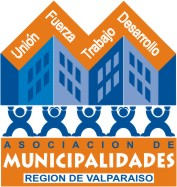 Unión
Fuerza
Trabajo
Desarrollo
ASOCIACION DE
MUNICIPALIDADES
REGION DE VALPARAISO